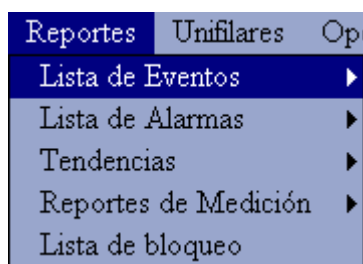 Reportes Unifilares Op
Lista de Eventos
Lista de Alarmas
Tendencias
Reportes de Medición
Lista de bloqueo